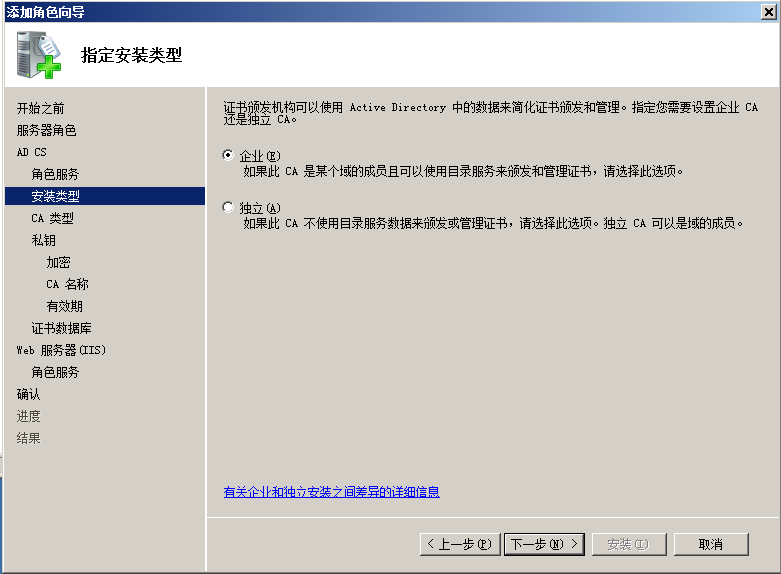 添加角色向导
指定安装类型
开始之前
服务器角色
AD CS
角色服务
安装类型
CA 类型
私钥
加密
CA 名称
有效期
证书数据库
Web 服务器(IIS)
角色服务
确认
进度
结果
证书颁发机构可以使用 Active Directory 中的数据来简化证书颁发和管理。指定您需要设置企业 CA
还是独立 CA。
企业(E)
如果此 CA 是某个域的成员且可以使用目录服务来颁发和管理证书，请选择此选项。
独立(A)
如果此 CA 不使用目录服务数据来颁发或管理证书，请选择此选项。独立 CA 可以是域的成员。
有关企业和独立安装之间差异的详细信息
< 上一步(P) 下一步(N) > 安装(I) 取消